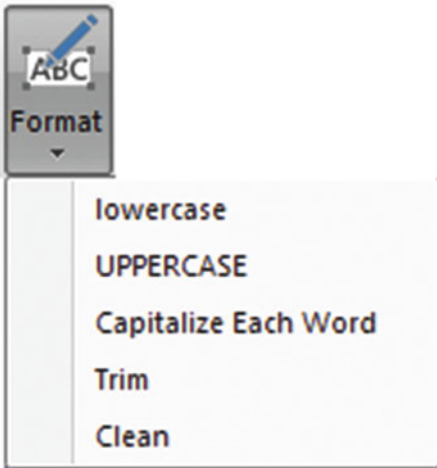 ABC
Format
lowercase
UPPERCASE
Capitalize Each Word
Trim
Clean